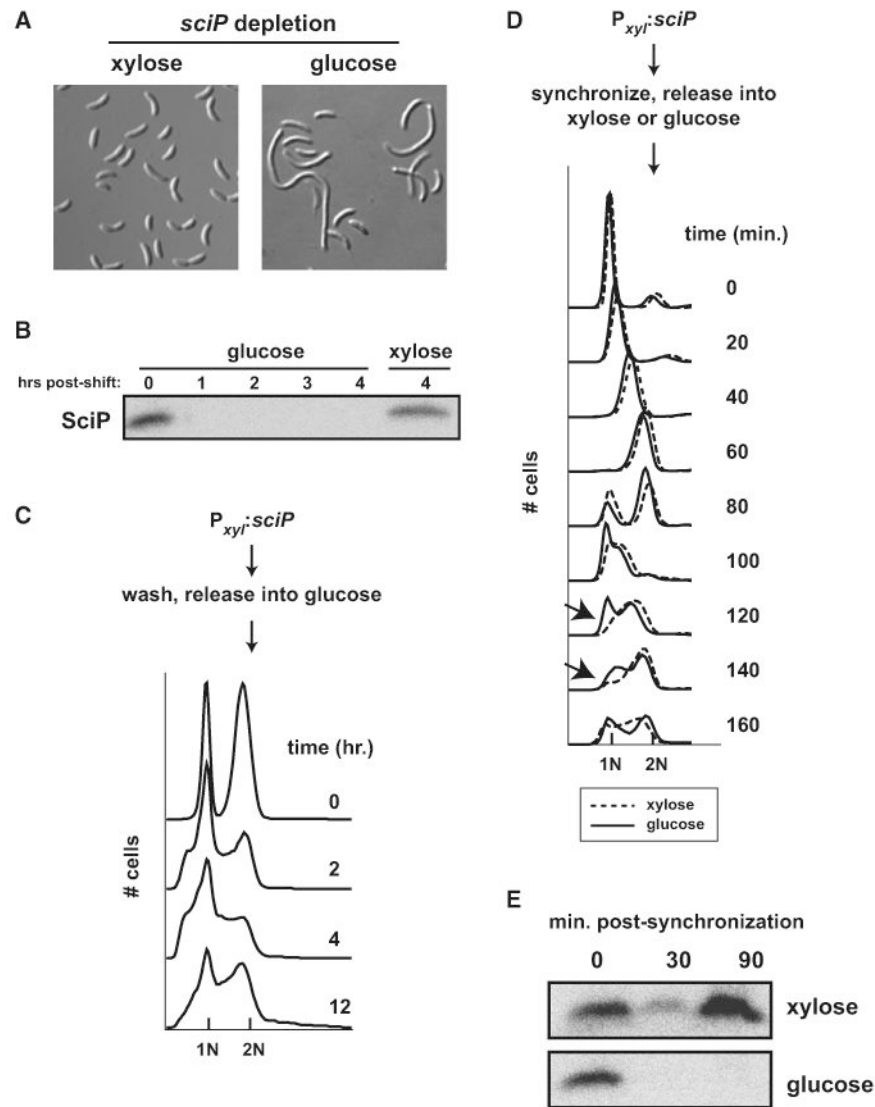 A
sciP depletion
xylose glucose
B
glucose xylose
hrs post-shift: 0 1 2 3 4 4
SciP
C
Pxyl:sciP
wash, release into glucose
time (hr.)
0
2
4
12
# cells
1N 2N
D
Pxyl:sciP
synchronize, release into
xylose or glucose
time (min.)
0
20
40
60
80
100
120
140
160
# cells
1N 2N
xylose
glucose
E
min. post-synchronization
0 30 90
xylose
glucose